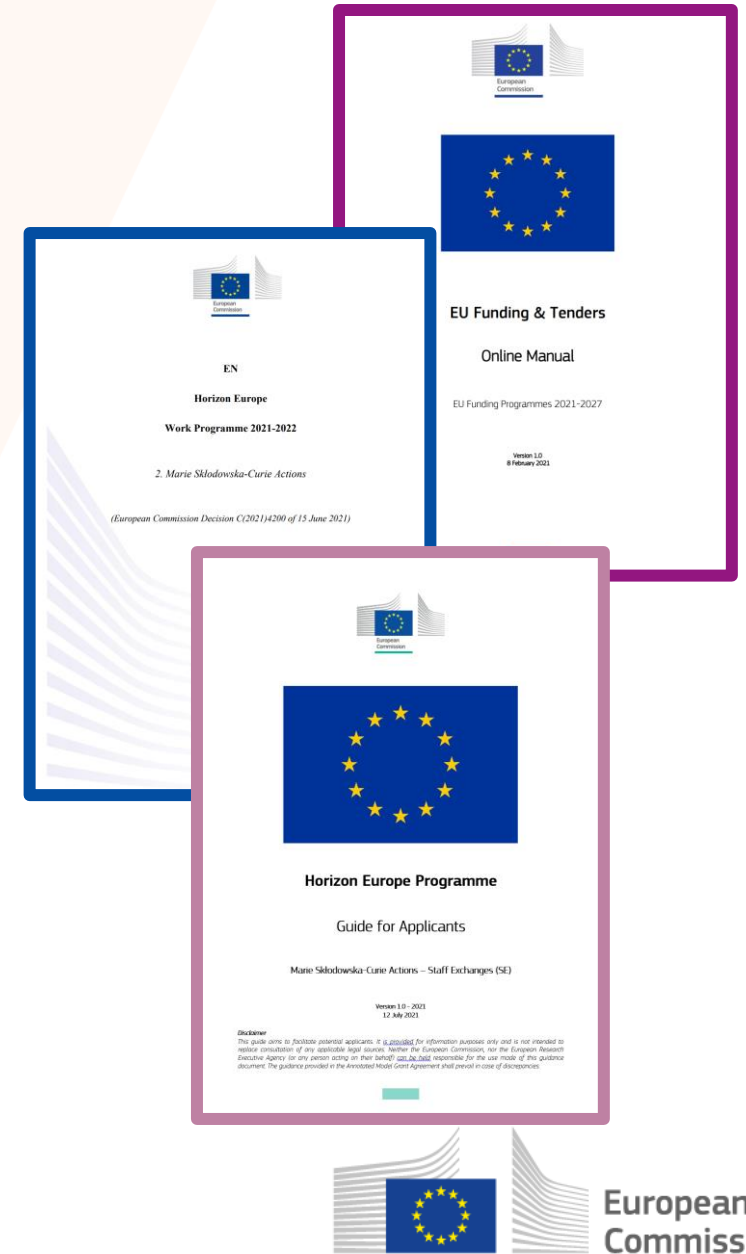 European
Commission
EU Funding & Tenders
Online Manual
EU Funding Programmes 2021-2027
Version 1.0
8 February 2021
European
Commission
EN
Horizon Europe
Work Programme 2021-2022
2. Marie Skłodowska-Curie Actions
(European Commission Decision C(2021)4200 of 15 June 2021)
European
Commission
Horizon Europe Programme
Guide for Applicants
Marie Skłodowska-Curie Actions – Staff Exchanges (SE)
Version 1.0 – 2021
12 July 2021
Disclaimer
This guide aims to facilitate potential applicants. It is provided for information purposes only and is not intended to
replace consultation of any applicable legal sources. Neither the European Commission, nor the European Research
Executive Agency (or any person acting on their behalf) can be held responsible for the use made of this guidance
document. The guidance provided in the Annotated Model Grant Agreement shall prevail in case of discrepancies.
European
Commiss